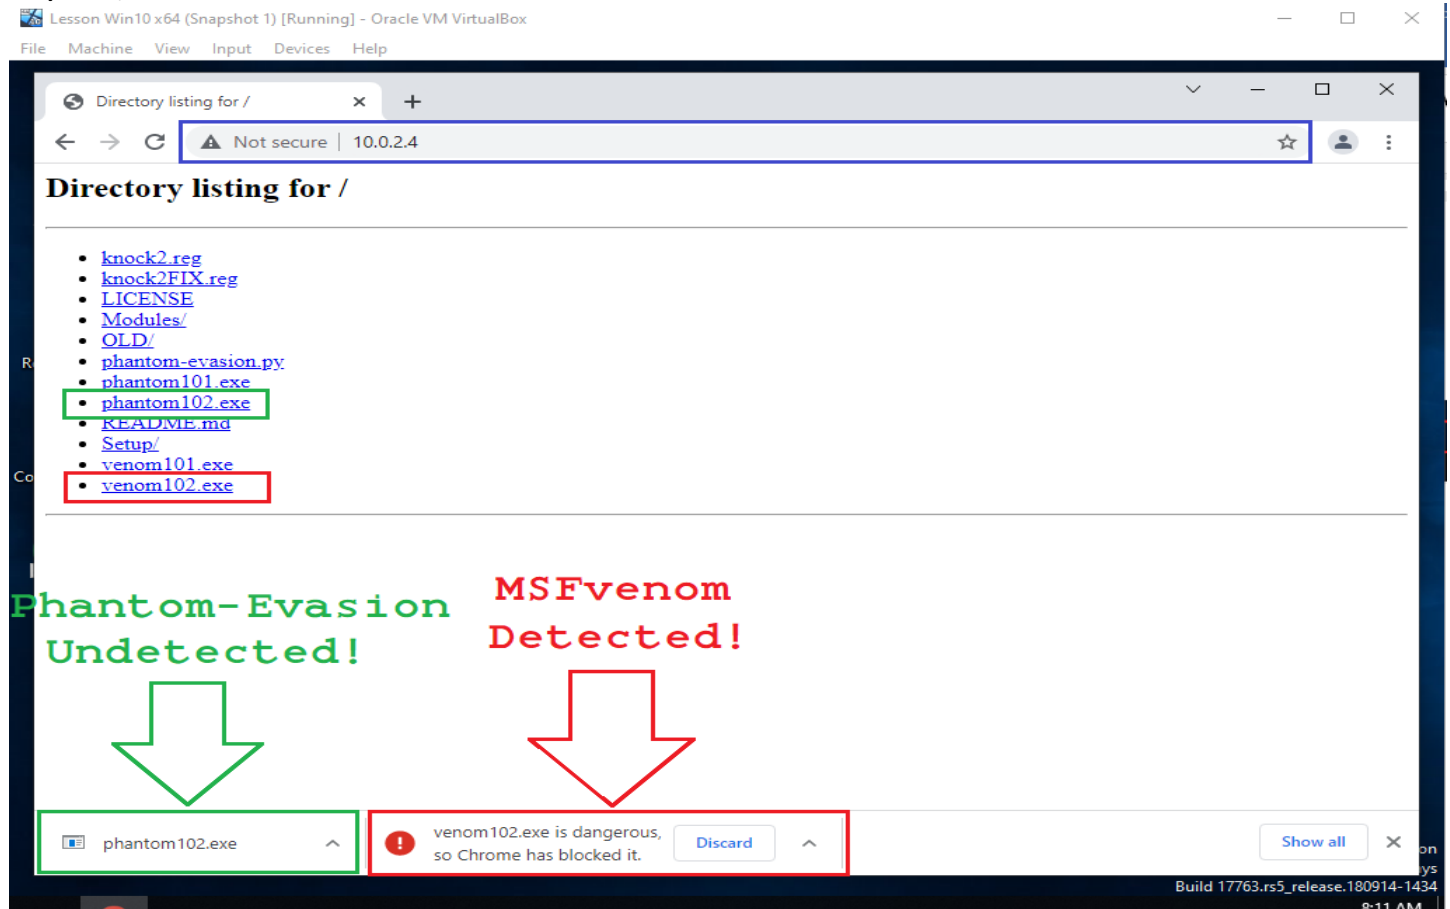 Lesson Win10 x64 (Snapshot 1) [Running] - Oracle VM VirtualBox
File Machine View Input Devices Help
Directory listing for /
Not secure | 10.0.2.4
Directory listing for /
knock2.reg
knock2FIX.reg
LICENSE
Modules/
OLD/
phantom-evasion.py
phantom101.exe
phantom102.exe
README.md
Setup/
venom101.exe
venom102.exe
Phantom-Evasion
Undetected!
MSFvenom
Detected!
phantom102.exe
venom102.exe is dangerous,
so Chrome has blocked it.
Discard
Show all
Build 17763.rs5_release.180914-1434
8:11 AM